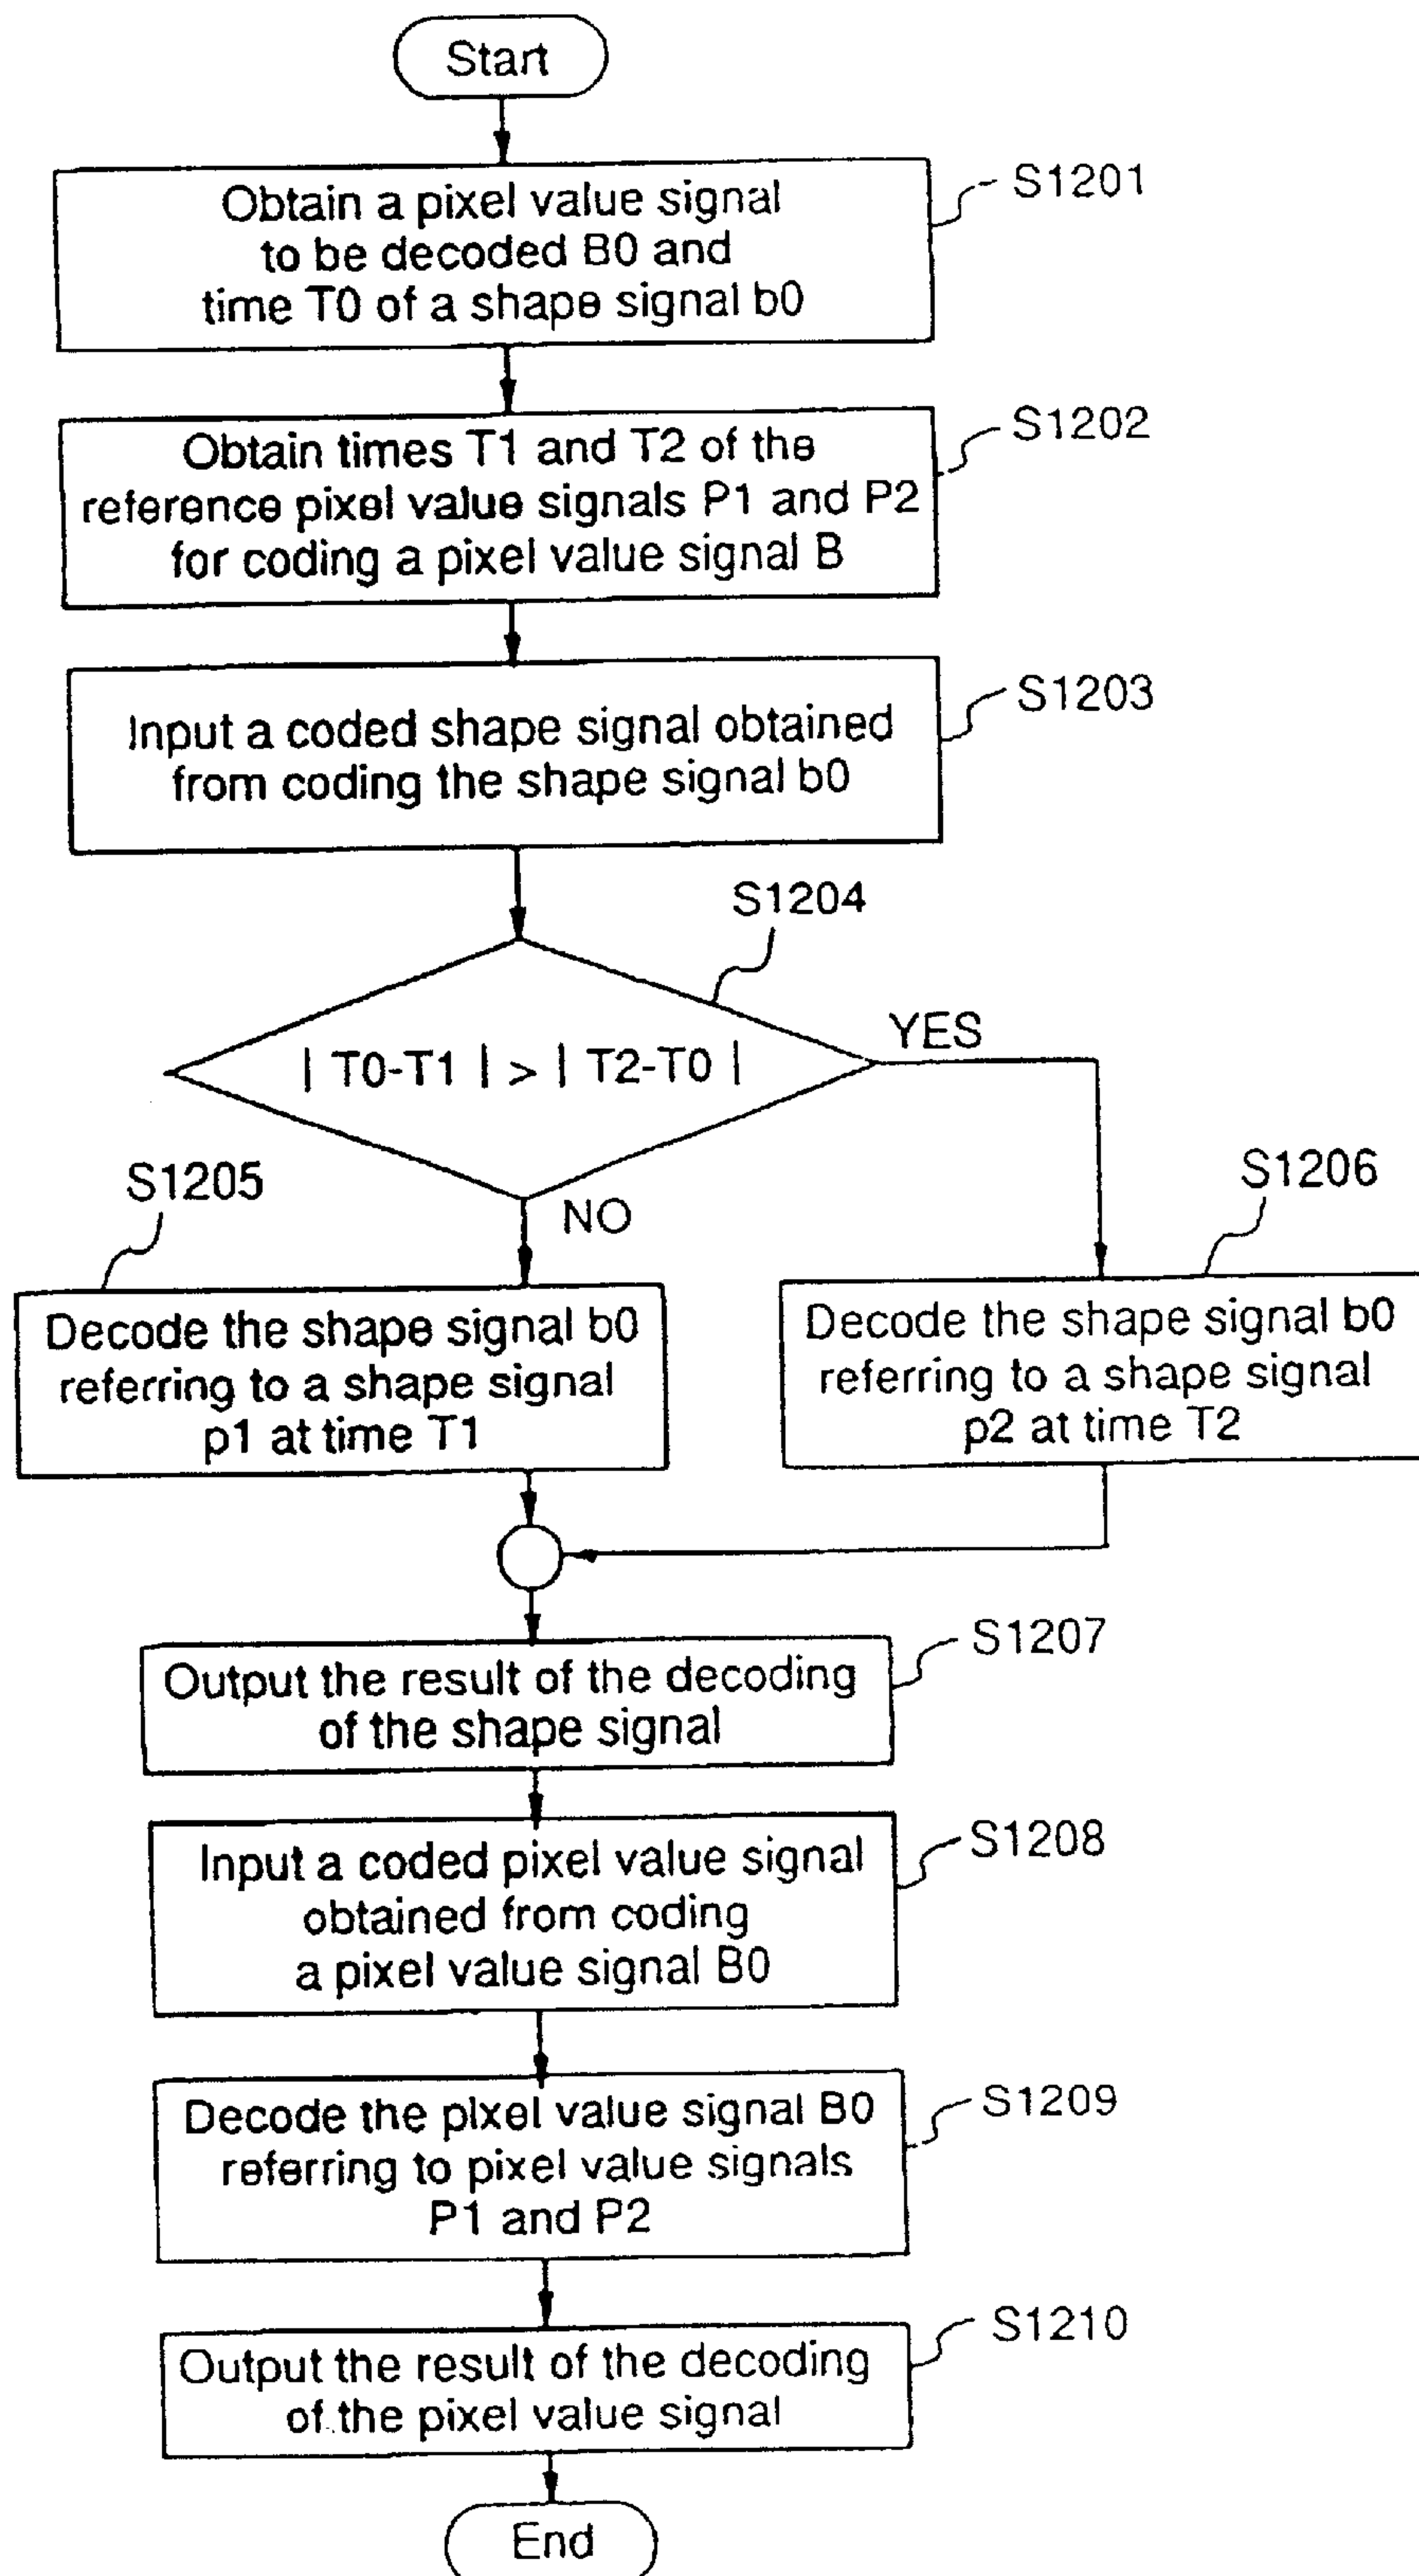 Start
Obtain a pixel value signal
to be decoded B0 and
time T0 of a shape signal b0
S1201
Obtain times T1 and T2 of the
reference pixel value signals P1 and P2
for coding a pixel value signal B
S1202
Input a coded shape signal obtained
from coding the shape signal b0
S1203
S1204
| T0-T1 | > | T2-T0 |
YES
NO
S1205
Decode the shape signal b0
referring to a shape signal
p1 at time T1
S1206
Decode the shape signal b0
referring to a shape signal
p2 at time T2
Output the result of the decoding
of the shape signal
S1207
Input a coded pixel value signal
obtained from coding
a pixel value signal B0
S1208
Decode the pixel value signal B0
referring to pixel value signals
P1 and P2
S1209
Output the result of the decoding
of the pixel value signal
S1210
End